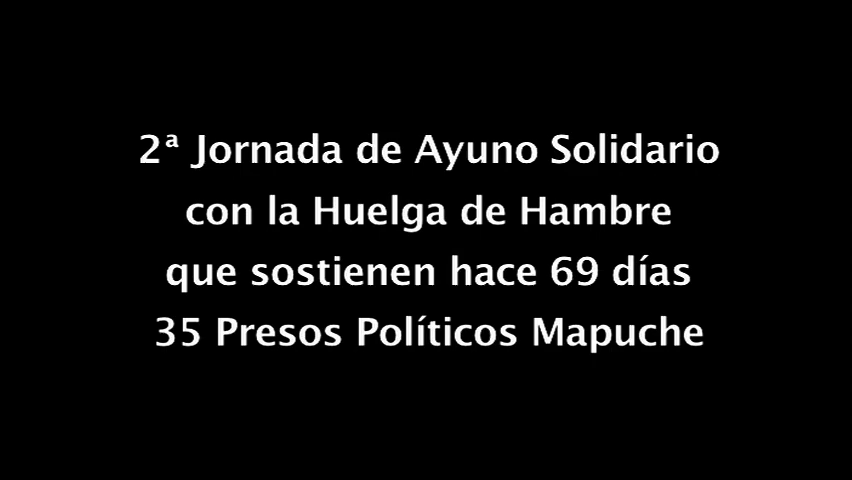 2ª Jornada de Ayuno Solidario
con la Huelga de Hambre
que sostienen hace 69 días
35 Presos Políticos Mapuche